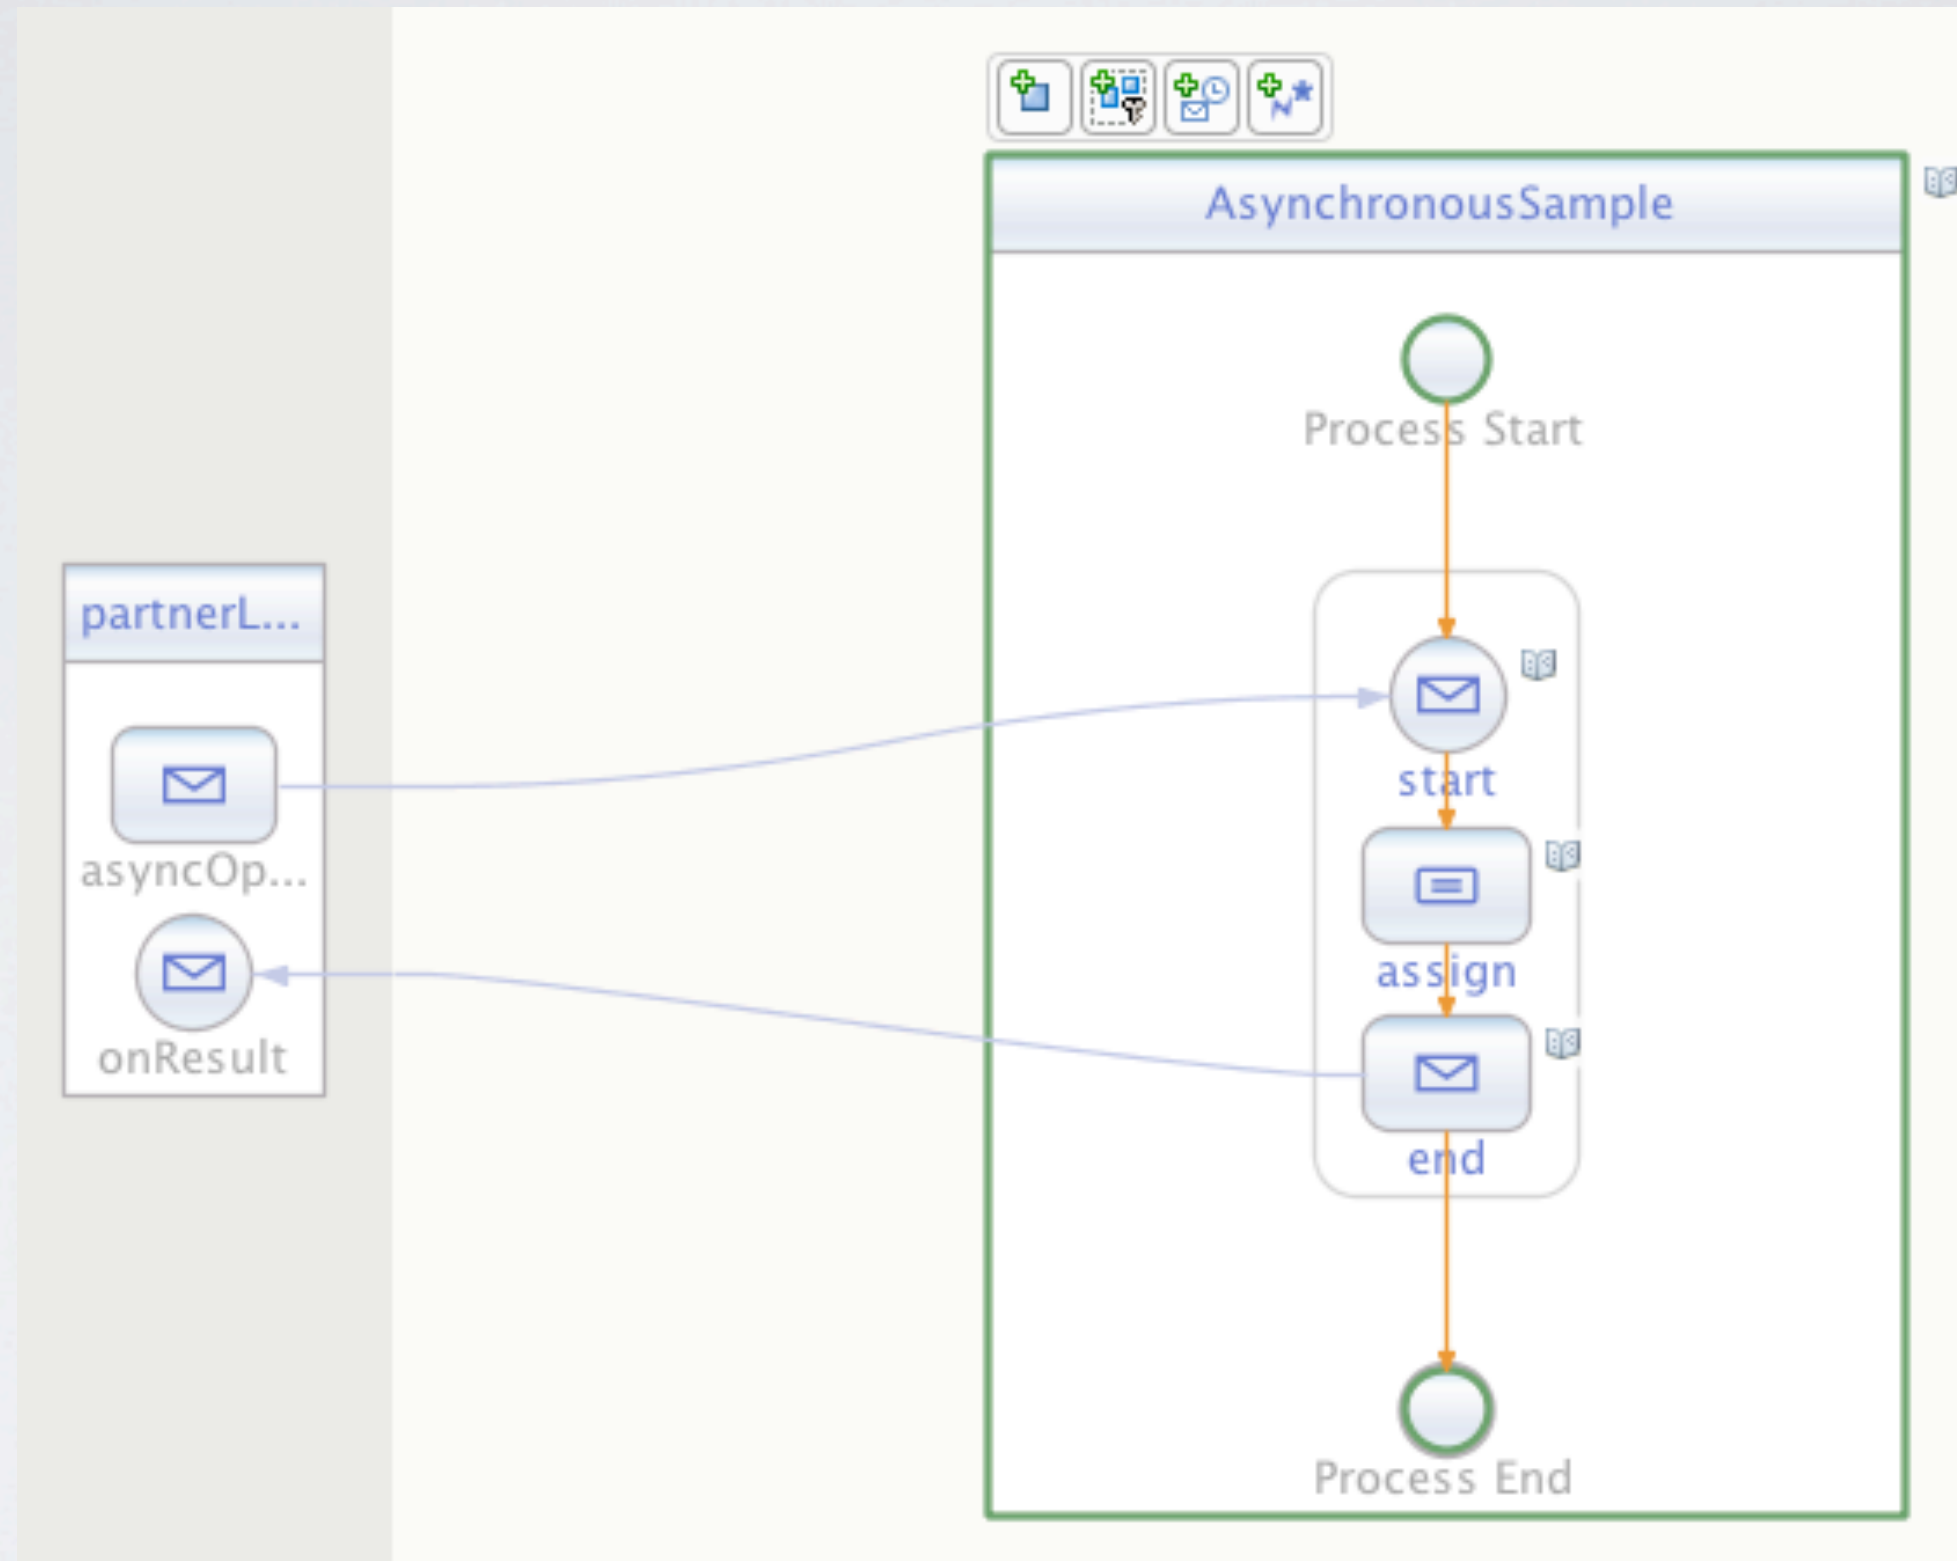 AsynchronousSample
Process Start
partnerL...
start
asyncOp...
assign
onResult
end
Process End